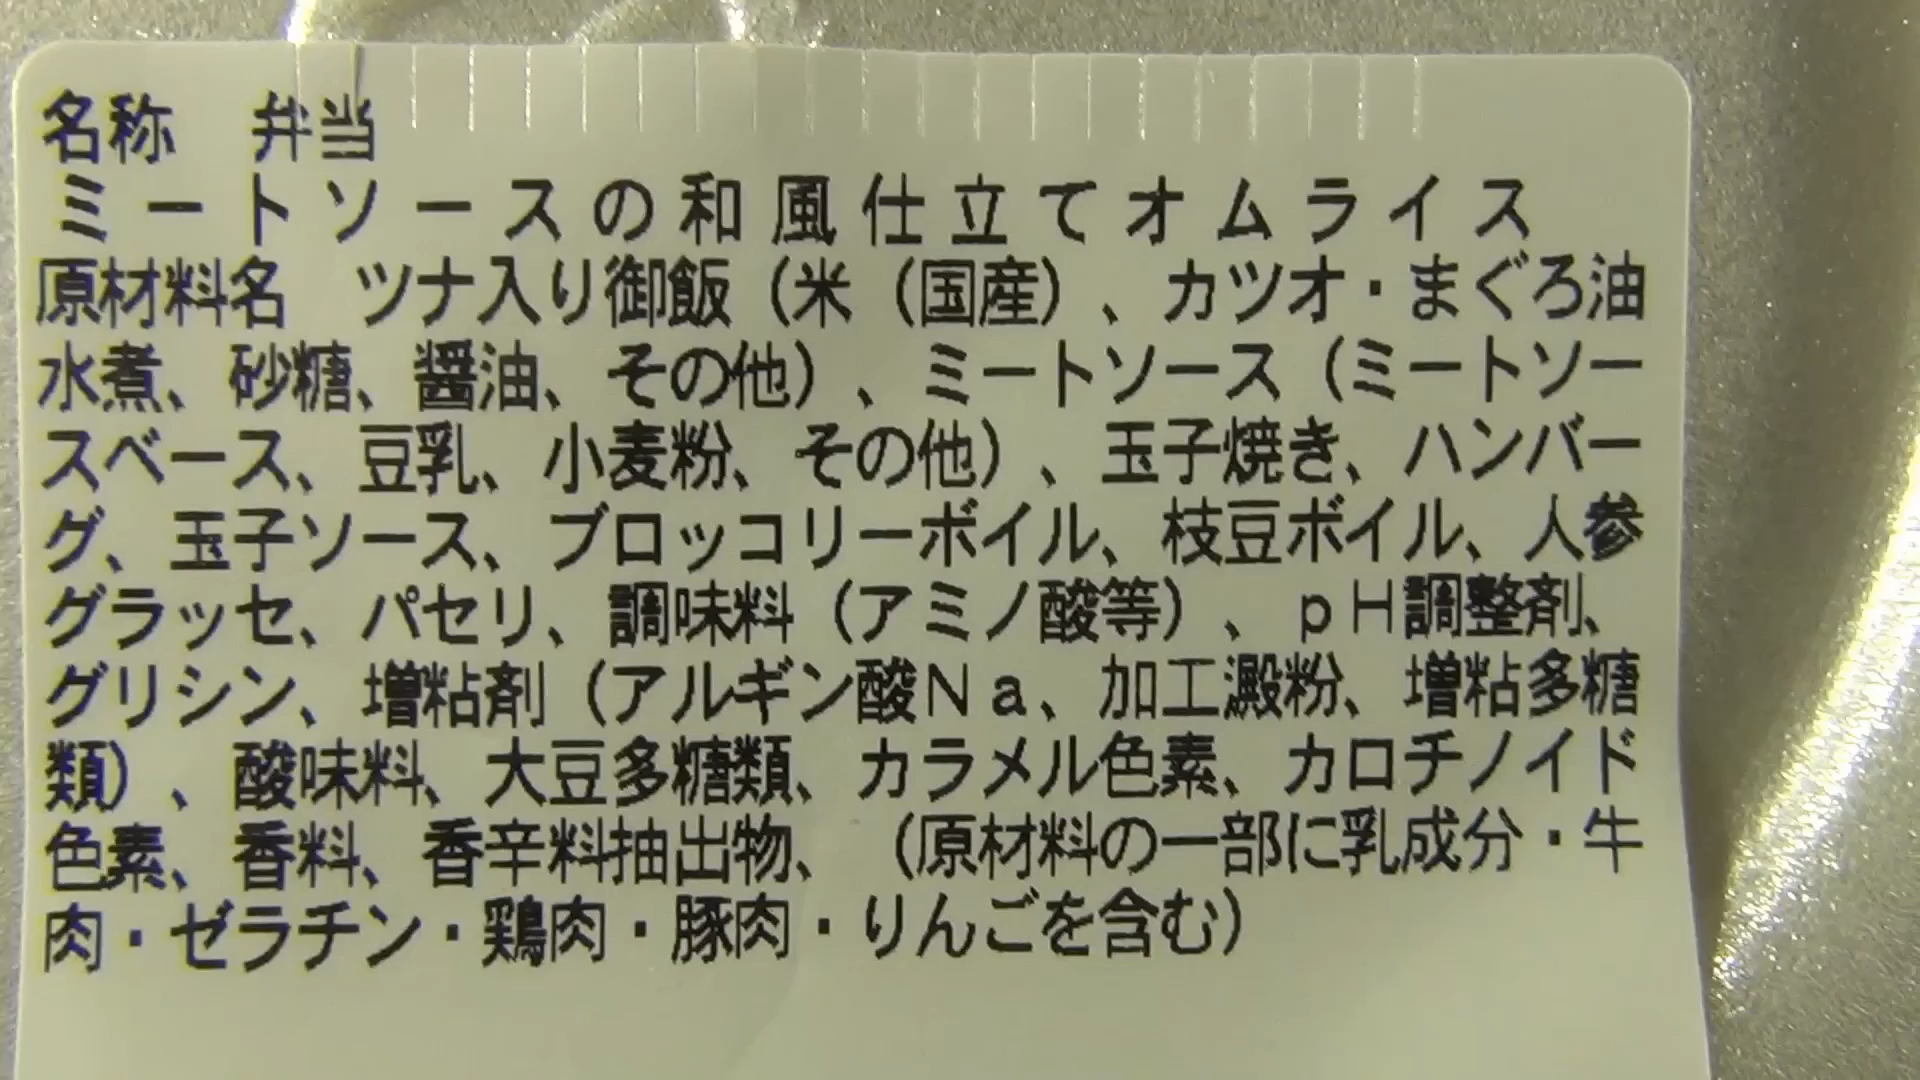 名称　弁当
ミートソースの和風仕立てオムライス
原材料名　ツナ入り御飯（米（国産）、カツオ・まぐろ油
水煮、砂糖、醤油、その他）、ミートソース（ミートソー
スベース、豆乳、小麦粉、その他）、玉子焼き、ハンバー
グ、玉子ソース、ブロッコリーボイル、枝豆ボイル、人参
グラッセ、パセリ、調味料（アミノ酸等）、ｐＨ調整剤、
グリシン、増粘剤（アルギン酸Ｎａ、加工澱粉、増粘多糖
類）、酸味料、大豆多糖類、カラメル色素、カロチノイド
色素、香料、香辛料抽出物、（原材料の一部に乳成分・牛
肉・ゼラチン・鶏肉・豚肉・りんごを含む）